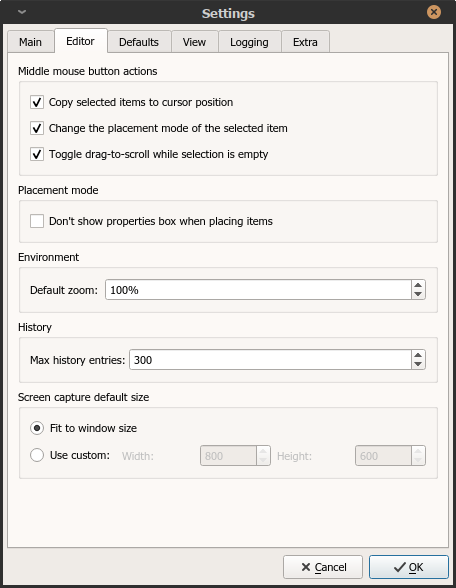 Settings
Main Editor Defaults View Logging Extra
Middle mouse button actions
Copy selected items to cursor position
Change the placement mode of the selected item
Toggle drag-to-scroll while selection is empty
Placement mode
Don't show properties box when placing items
Environment
Default zoom: 100%
History
Max history entries: 300
Screen capture default size
Fit to window size
Use custom: Width: 800 Height: 600
Cancel OK